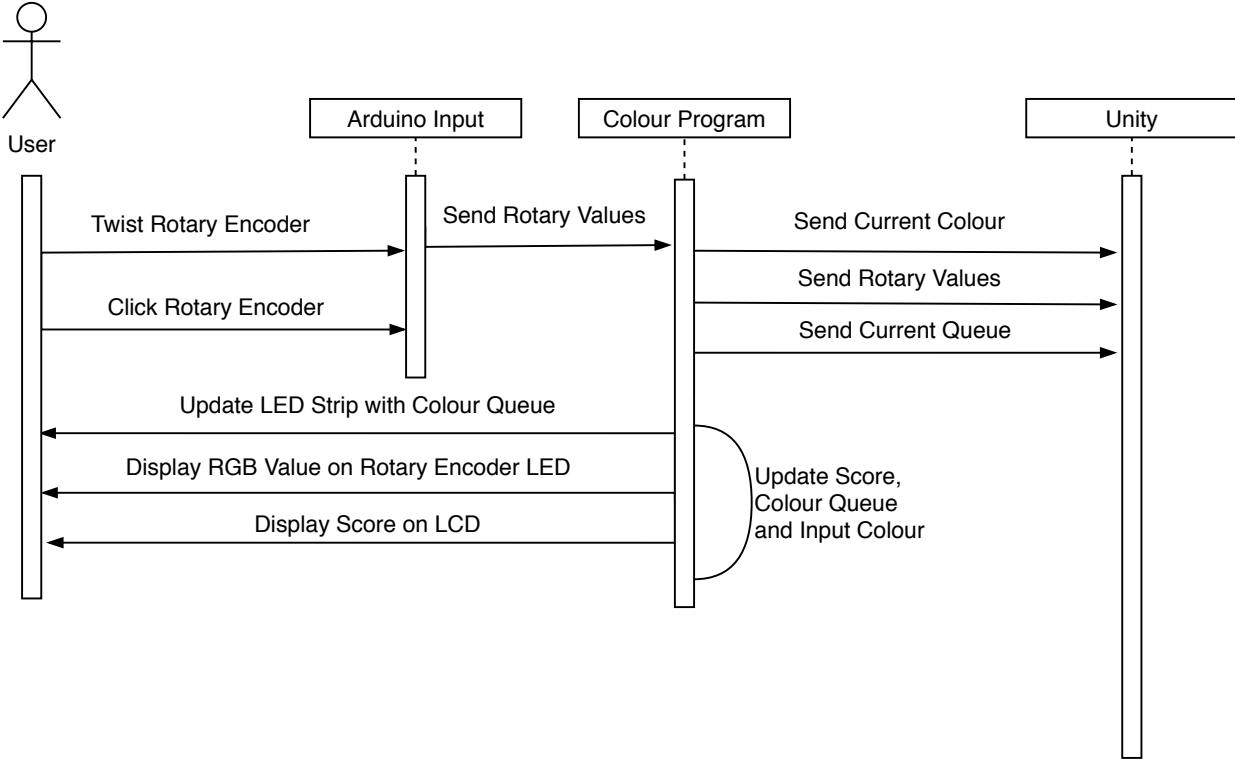 User
Arduino Input
Colour Program
Unity
Twist Rotary Encoder
Send Rotary Values
Send Current Colour
Send Rotary Values
Click Rotary Encoder
Send Current Queue
Update LED Strip with Colour Queue
Display RGB Value on Rotary Encoder LED
Display Score on LCD
Update Score,
Colour Queue
and Input Colour